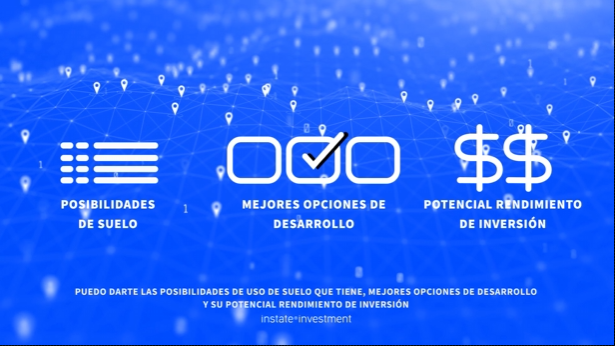 POSIBILIDADES
DE SUELO
MEJORES OPCIONES DE
DESARROLLO
POTENCIAL RENDIMIENTO
DE INVERSIÓN
PUEDO DARTE LAS POSIBILIDADES DE USO DE SUELO QUE TIENE, MEJORES OPCIONES DE DESARROLLO
Y SU POTENCIAL RENDIMIENTO DE INVERSIÓN
instate+investment